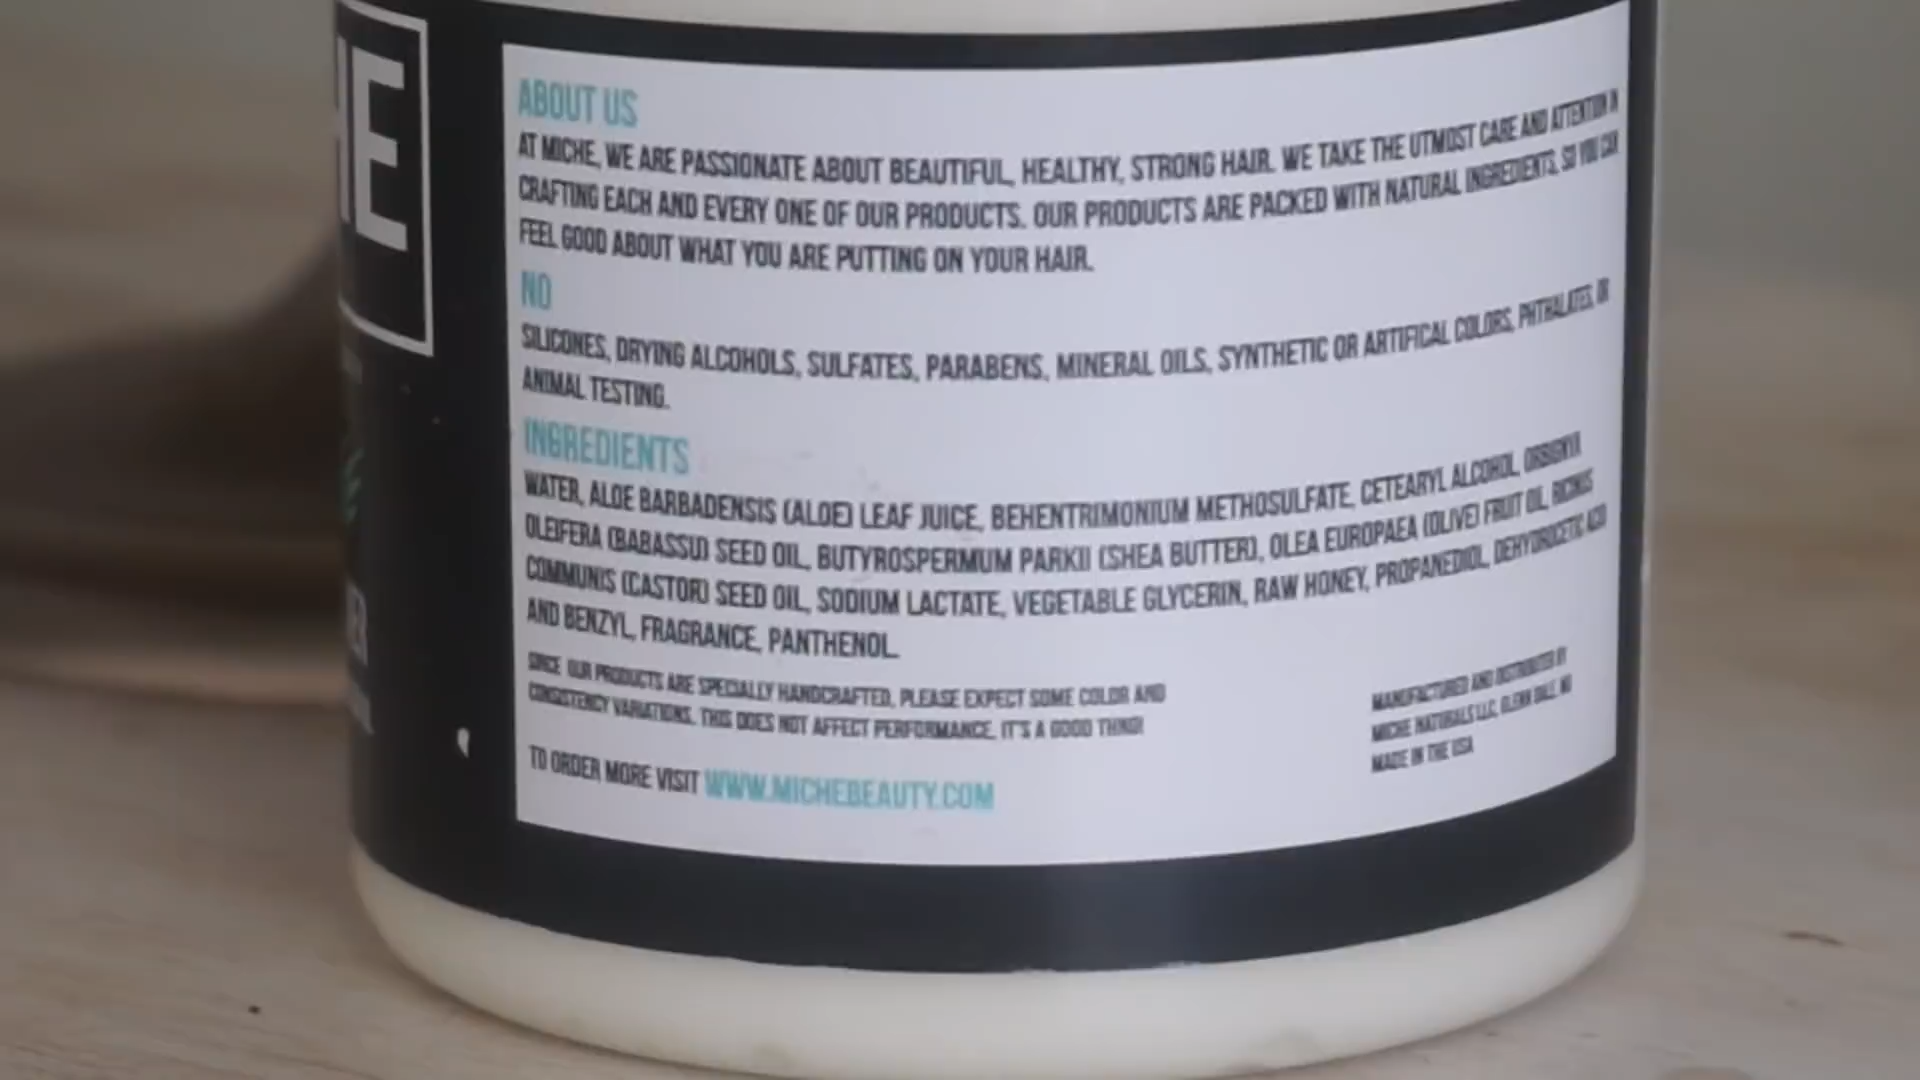 HE
ABOUT US
AT MICHE, WE ARE PASSIONATE ABOUT BEAUTIFUL, HEALTHY, STRONG HAIR. WE TAKE THE UTMOST CARE AND ATTENTION IN
CRAFTING EACH AND EVERY ONE OF OUR PRODUCTS. OUR PRODUCTS ARE PACKED WITH NATURAL INGREDIENTS, SO YOU CAN
FEEL GOOD ABOUT WHAT YOU ARE PUTTING ON YOUR HAIR.
NO
SILICONES, DRYING ALCOHOLS, SULFATES, PARABENS, MINERAL OILS, SYNTHETIC OR ARTIFICAL COLORS, PHTHALATES, OR
ANIMAL TESTING.
INGREDIENTS
WATER, ALOE BARBADENSIS (ALOE) LEAF JUICE, BEHENTRIMONIUM METHOSULFATE, CETEARYL ALCOHOL, ORBIGNYA
OLEIFERA (BABASSU) SEED OIL, BUTYROSPERMUM PARKII (SHEA BUTTER), OLEA EUROPAEA (OLIVE) FRUIT OIL, RICINUS
COMMUNIS (CASTOR) SEED OIL, SODIUM LACTATE, VEGETABLE GLYCERIN, RAW HONEY, PROPANEDIOL, DEHYDROCETIC ACID
AND BENZYL, FRAGRANCE, PANTHENOL.
SINCE OUR PRODUCTS ARE SPECIALLY HANDCRAFTED, PLEASE EXPECT SOME COLOR AND
CONSISTENCY VARIATIONS. THIS DOES NOT AFFECT PERFORMANCE, IT'S A GOOD THING!
TO ORDER MORE VISIT WWW.MICHEBEAUTY.COM
MANUFACTURED AND DISTRIBUTED BY
MICHE NATURALS LLC, GLENN DALE, MD
MADE IN THE USA